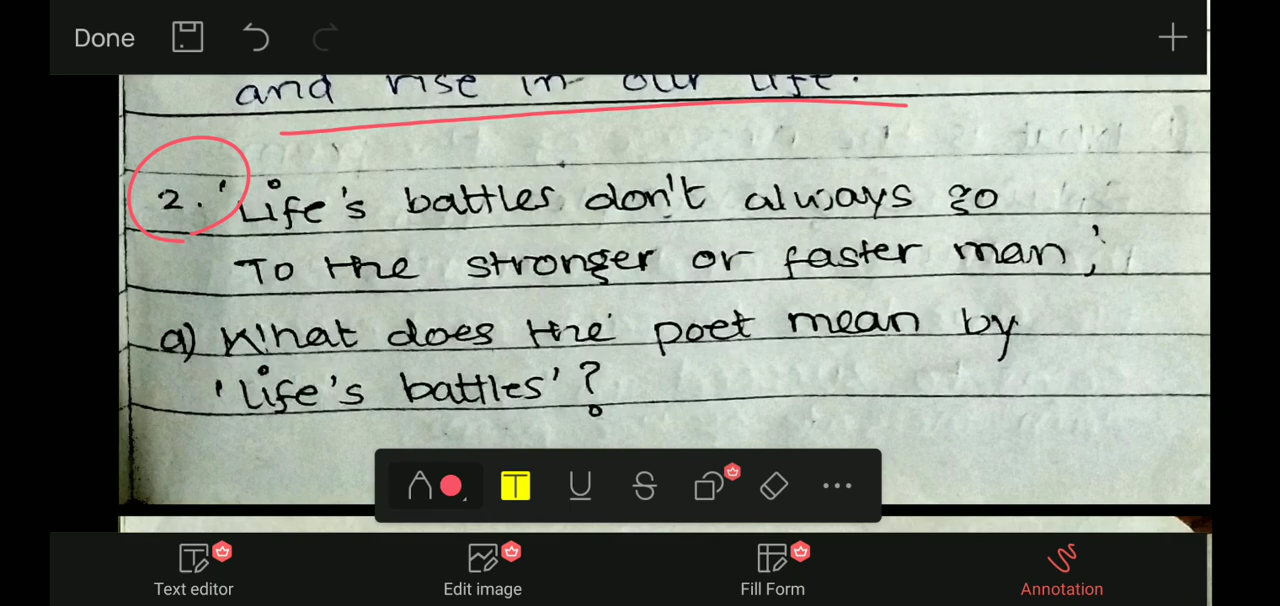 Done
and rise in our life.
2. 'Life's battles don't always go
To the stronger or faster man;'
a) What does the poet mean by
'life's battles'?
T
U
S
Text editor
Edit image
Fill Form
Annotation